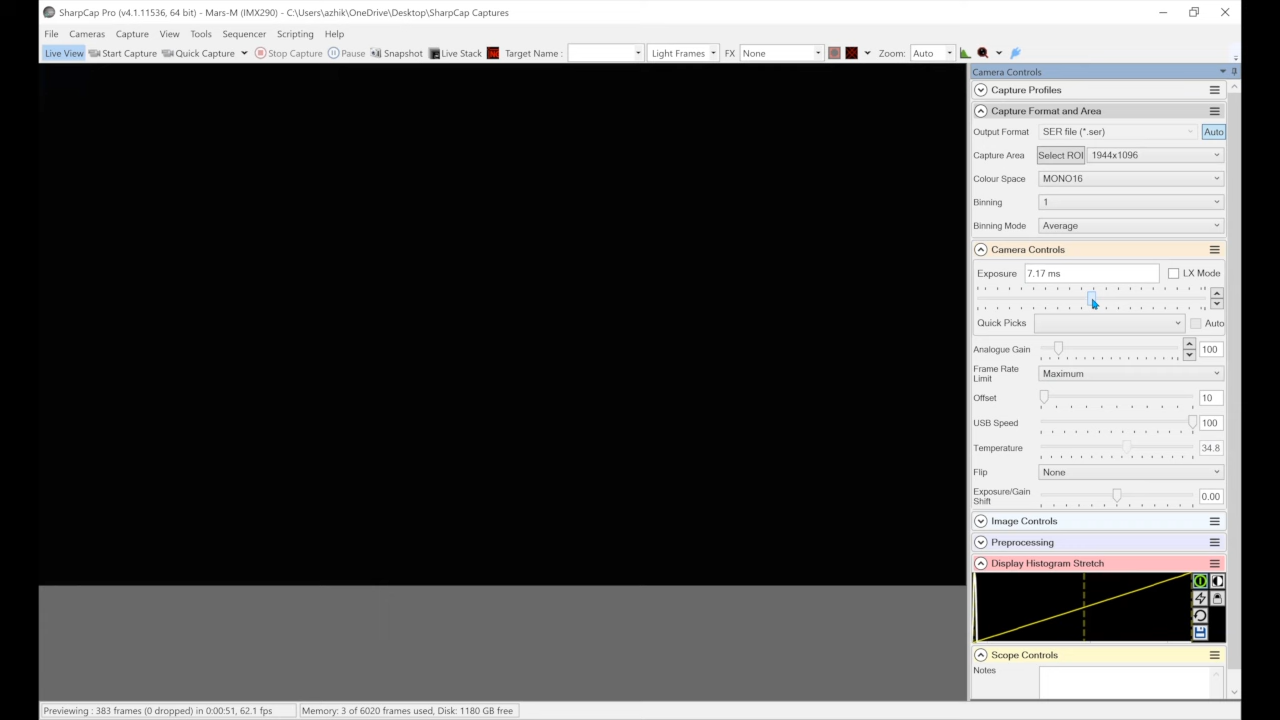 SharpCap Pro (v4.1.11536, 64 bit) - Mars-M (IMX290) - C:\Users\azhik\OneDrive\Desktop\SharpCap Captures
File Cameras Capture View Tools Sequencer Scripting Help
Live View Start Capture Quick Capture Stop Capture Pause Snapshot Live Stack Target Name : Light Frames FX None Zoom: Auto
Camera Controls
Capture Profiles
Capture Format and Area
Output Format SER file (*.ser) Auto
Capture Area Select ROI 1944x1096
Colour Space MONO16
Binning 1
Binning Mode Average
Camera Controls
Exposure 7.17 ms LX Mode
Quick Picks Auto
Analogue Gain 100
Frame Rate
Limit Maximum
Offset 10
USB Speed 100
Temperature 34.8
Flip None
Exposure/Gain
Shift 0.00
Image Controls
Preprocessing
Display Histogram Stretch
Scope Controls
Notes
Previewing : 383 frames (0 dropped) in 0:00:51, 62.1 fps Memory: 3 of 6020 frames used, Disk: 1180 GB free